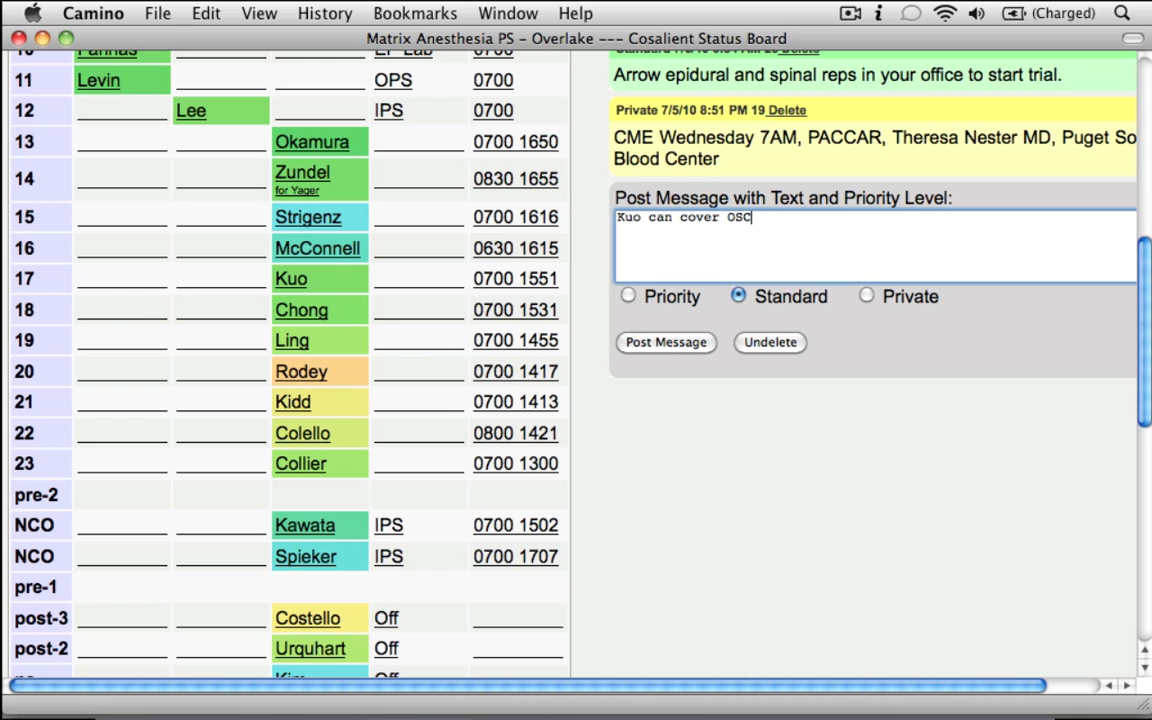 Camino File Edit View History Bookmarks Window Help (Charged)
Matrix Anesthesia PS - Overlake --- Cosalient Status Board
11 Levin OPS 0700
12 Lee IPS 0700
13 Okamura 0700 1650
14 Zundel 0830 1655
for Yager
15 Strigenz 0700 1616
16 McConnell 0630 1615
17 Kuo 0700 1551
18 Chong 0700 1531
19 Ling 0700 1455
20 Rodey 0700 1417
21 Kidd 0700 1413
22 Colello 0800 1421
23 Collier 0700 1300
pre-2
NCO Kawata IPS 0700 1502
NCO Spieker IPS 0700 1707
pre-1
post-3 Costello Off
post-2 Urquhart Off
Arrow epidural and spinal reps in your office to start trial.
Private 7/5/10 8:51 PM 19 Delete
CME Wednesday 7AM, PACCAR, Theresa Nester MD, Puget So
Blood Center
Post Message with Text and Priority Level:
Kuo can cover OSC
Priority Standard Private
Post Message Undelete